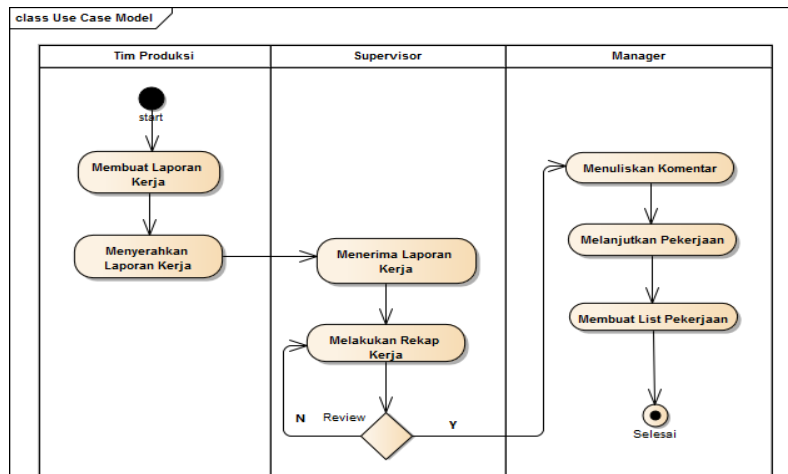 class Use Case Model
Tim Produksi
Supervisor
Manager
start
Membuat Laporan
Kerja
Menyerahkan
Laporan Kerja
Menerima Laporan
Kerja
Melakukan Rekap
Kerja
N
Review
Y
Menuliskan Komentar
Melanjutkan Pekerjaan
Membuat List Pekerjaan
Selesai